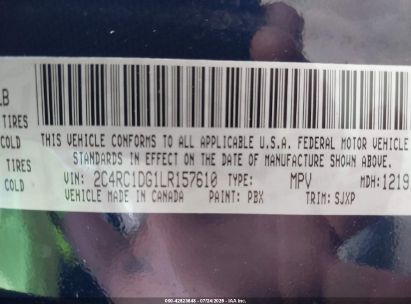 LB
TIRES
COLD
TIRES
COLD
THIS VEHICLE CONFORMS TO ALL APPLICABLE U.S.A. FEDERAL MOTOR VEHICLE
STANDARDS IN EFFECT ON THE DATE OF MANUFACTURE SHOWN ABOVE.
VIN: 2C4RC1DG1LR157610 TYPE: MPV MDH:1219
VEHICLE MADE IN CANADA PAINT: PBX TRIM: SJXP